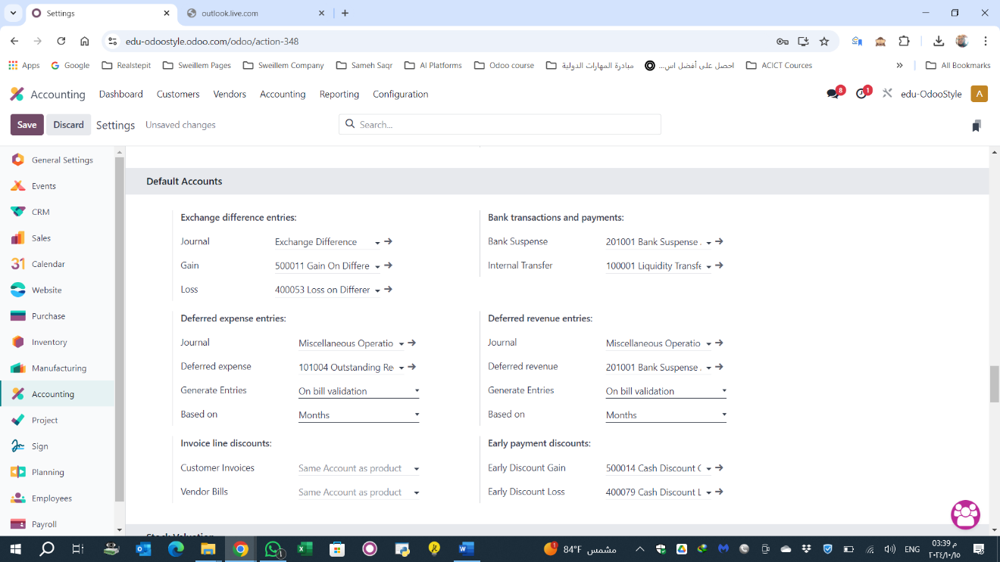 Settings
outlook.live.com
edu-odoostyle.odoo.com/odoo/action-348
Apps
Google
Realstepit
Sweillem Pages
Sweillem Company
Sameh Saqr
AI Platforms
Odoo course
مبادرة المهارات الدولية
احصل على أفضل اس...
ACICT Cources
All Bookmarks
Accounting
Dashboard
Customers
Vendors
Accounting
Reporting
Configuration
8
1
edu-OdooStyle
A
Save
Discard
Settings
Unsaved changes
Search...
General Settings
Events
CRM
Sales
31 Calendar
Website
Purchase
Inventory
Manufacturing
Accounting
Project
Sign
Planning
Employees
Payroll
Default Accounts
Exchange difference entries:
Journal Exchange Difference
Gain 500011 Gain On Differe
Loss 400053 Loss on Differer
Bank transactions and payments:
Bank Suspense 201001 Bank Suspense .
Internal Transfer 100001 Liquidity Transfe
Deferred expense entries:
Journal Miscellaneous Operatio
Deferred expense 101004 Outstanding Re
Generate Entries On bill validation
Based on Months
Deferred revenue entries:
Journal Miscellaneous Operatio
Deferred revenue 201001 Bank Suspense .
Generate Entries On bill validation
Based on Months
Invoice line discounts:
Customer Invoices Same Account as product
Vendor Bills Same Account as product
Early payment discounts:
Early Discount Gain 500014 Cash Discount
Early Discount Loss 400079 Cash Discount L
84°F مشمس
ENG
03:39 م
٢٠٢٤/١٠/١٥